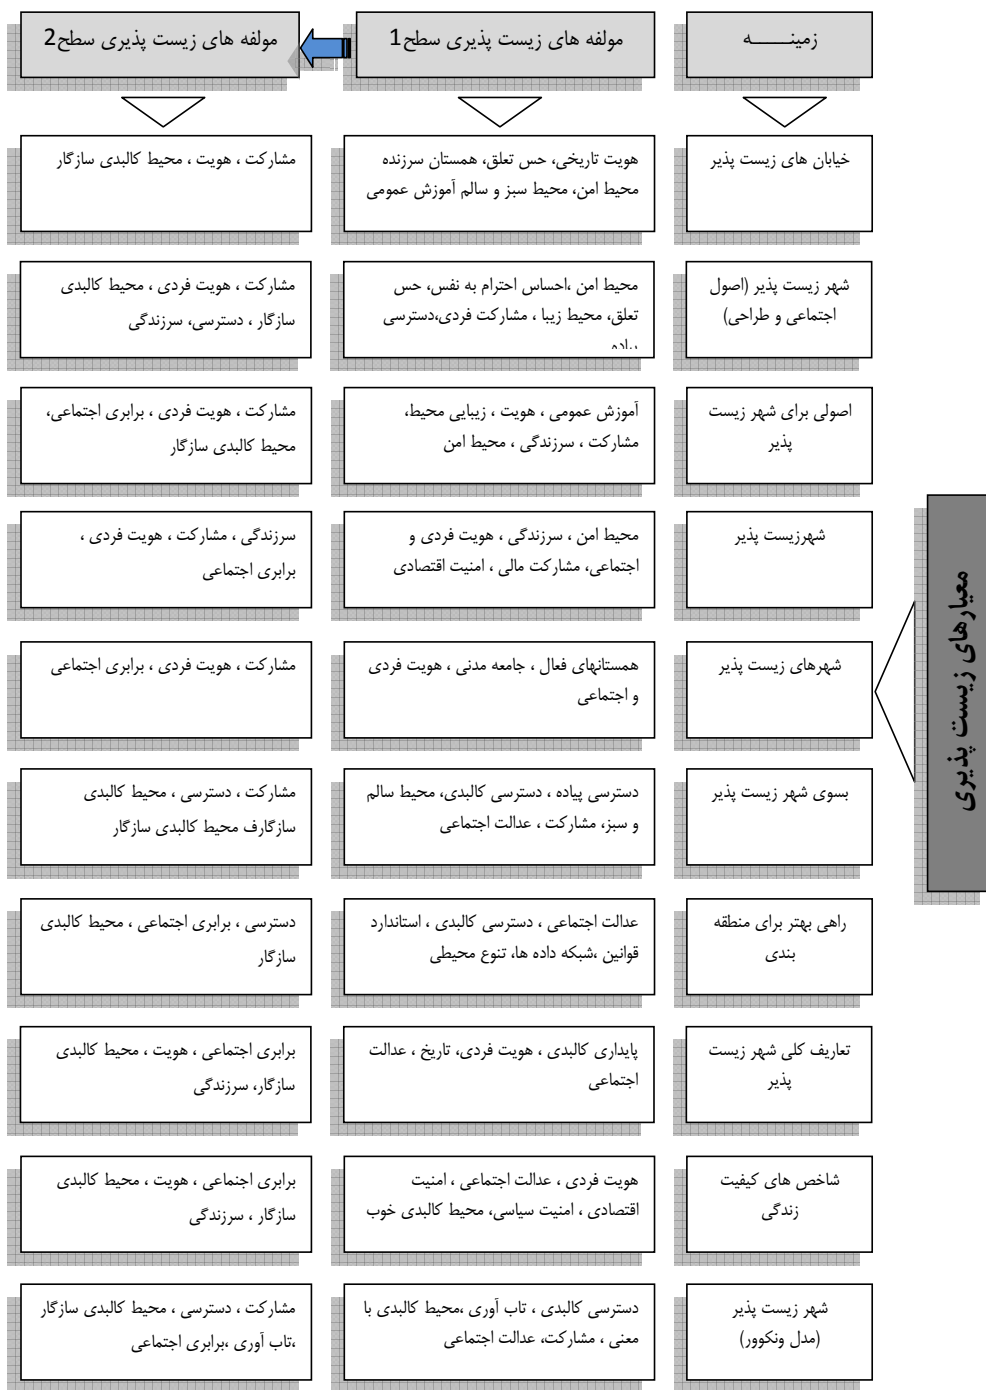 زمینـــــه
مولفه های زیست پذیری سطح1
مولفه های زیست پذیری سطح2
معیارهای زیست پذیری
خیابان های زیست پذیر
هویت تاریخی، حس تعلق، همستان سرزنده
محیط امن، محیط سبز و سالم آموزش عمومی
مشارکت ، هویت ، محیط کالبدی سازگار
شهر زیست پذیر (اصول
اجتماعی و طراحی)
محیط امن ،احساس احترام به نفس، حس
تعلق، محیط زیبا ، مشارکت فردی،دسترسی
پیاده
مشارکت ، هویت فردی ، محیط کالبدی
سازگار ، دسترسی، سرزندگی
اصولی برای شهر زیست
پذیر
آموزش عمومی ، هویت ، زیبایی محیط،
مشارکت ، سرزندگی ، محیط امن
مشارکت ، هویت فردی ، برابری اجتماعی،
محیط کالبدی سازگار
شهرزیست پذیر
محیط امن ، سرزندگی ، هویت فردی و
اجتماعی، مشارکت مالی ، امنیت اقتصادی
سرزندگی ، مشارکت ، هویت فردی ،
برابری اجتماعی
شهرهای زیست پذیر
همستانهای فعال ، جامعه مدنی ، هویت فردی
و اجتماعی
مشارکت ، هویت فردی ، برابری اجتماعی
بسوی شهر زیست پذیر
دسترسی پیاده ، دسترسی کالبدی، محیط سالم
و سبز، مشارکت ، عدالت اجتماعی
مشارکت ، دسترسی ، محیط کالبدی
سازگارف محیط کالبدی سازگار
راهی بهتر برای منطقه
بندی
عدالت اجتماعی ، دسترسی کالبدی ، استاندارد
قوانین ،شبکه داده ها، تنوع محیطی
دسترسی ، برابری اجتماعی ، محیط کالبدی
سازگار
تعاریف کلی شهر زیست
پذیر
پایداری کالبدی ، هویت فردی، تاریخ ، عدالت
اجتماعی
برابری اجتماعی ، هویت ، محیط کالبدی
سازگار، سرزندگی
شاخص های کیفیت
زندگی
هویت فردی ، عدالت اجتماعی ، امنیت
اقتصادی ، امنیت سیاسی، محیط کالبدی خوب
برابری اجنماعی ، هویت ، محیط کالبدی
سازگار ، سرزندگی
شهر زیست پذیر
(مدل ونکوور)
دسترسی کالبدی ، تاب آوری ،محیط کالبدی با
معنی ، مشارکت، عدالت اجتماعی
مشارکت ، دسترسی ، محیط کالبدی سازگار
،تاب آوری ،برابری اجتماعی